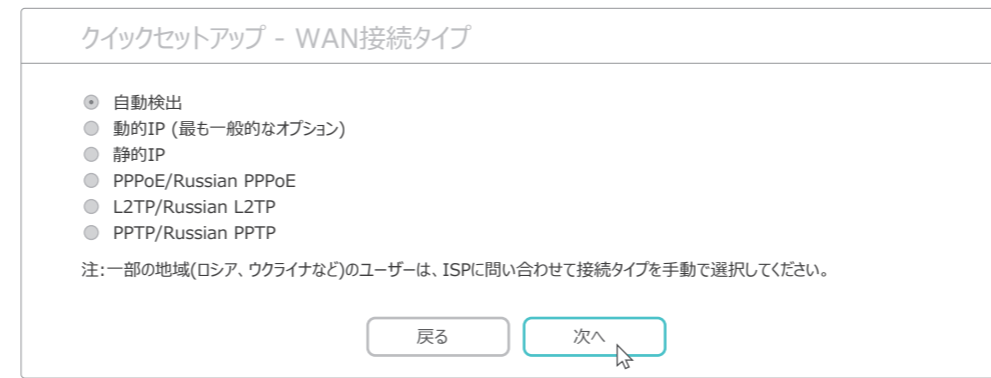 クイックセットアップ - WAN接続タイプ
自動検出
動的IP (最も一般的なオプション)
静的IP
PPPoE/Russian PPPoE
L2TP/Russian L2TP
PPTP/Russian PPTP
注:一部の地域(ロシア、ウクライナなど)のユーザーは、ISPに問い合わせて接続タイプを手動で選択してください。
戻る
次へ